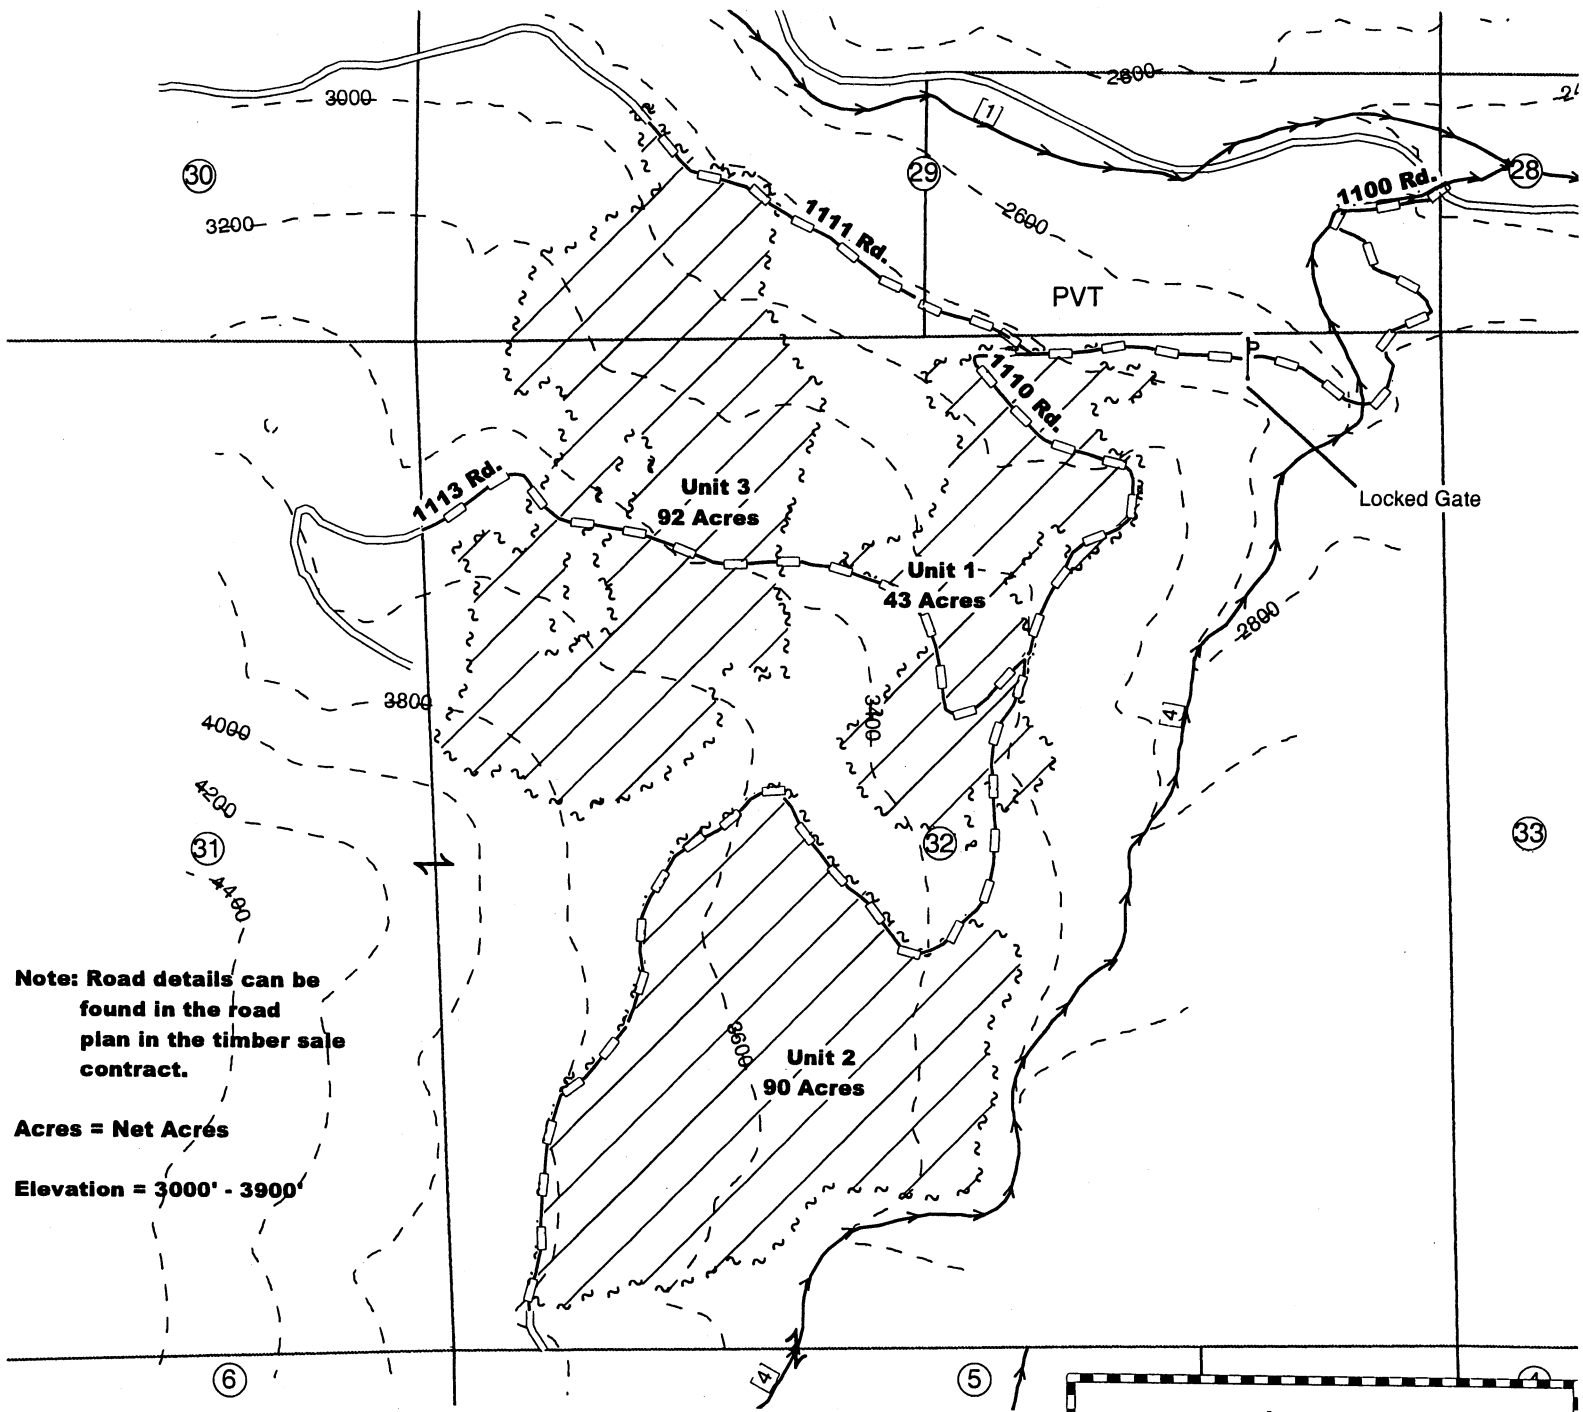 2800
3000
[1]
30
29
28
1100 Rd.
3200
1111 Rd.
2600
PVT
P
1110 Rd.
1113 Rd.
Unit 3
92 Acres
Locked Gate
Unit 1
43 Acres
2800
3800
3400
[4]
4000
4200
31
32
33
4400
Note: Road details can be
found in the road
plan in the timber sale
contract.
3600
Unit 2
90 Acres
Acres = Net Acres
Elevation = 3000' - 3900'
6
[4]
5